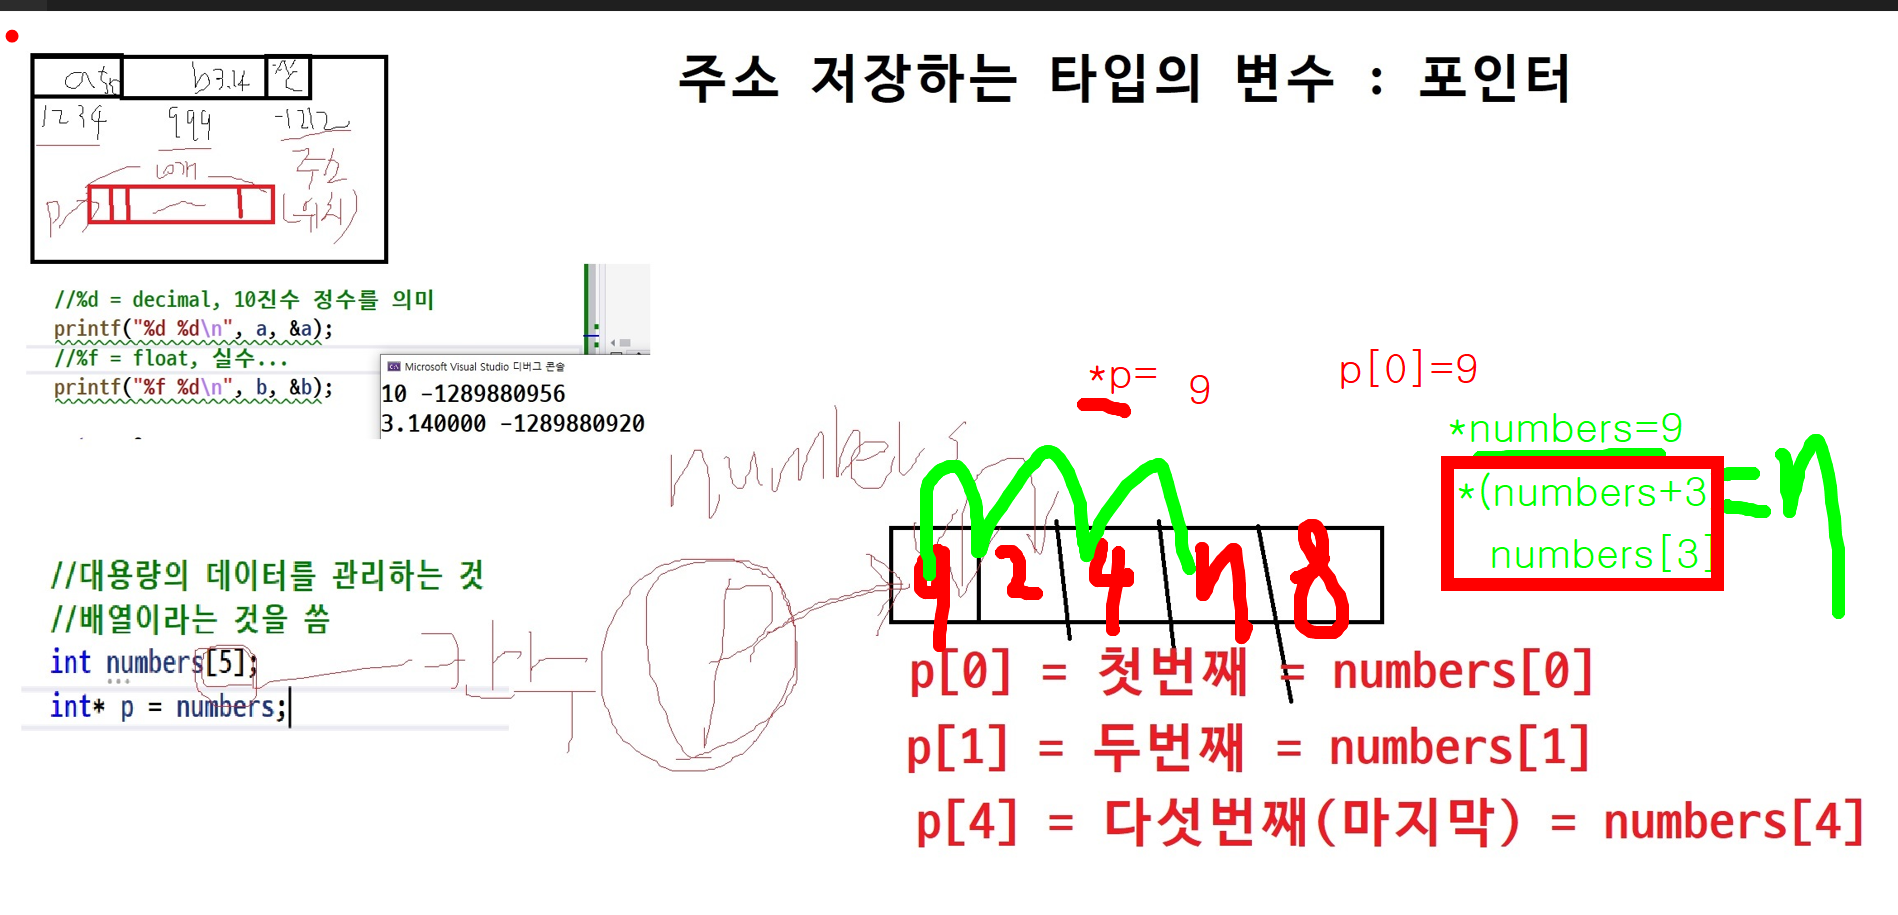 주소 저장하는 타입의 변수 : 포인터
a 10
b 3.14
1234
999
-1212
10개
주소
(위치)
p
//%d = decimal, 10진수 정수를 의미
printf("%d %d\n", a, &a);
//%f = float, 실수...
printf("%f %d\n", b, &b);
Microsoft Visual Studio 디버그 콘솔
10 -1289880956
3.140000 -1289880920
*p= 9
p[0]=9
*numbers=9
*(numbers+3
numbers[3]
= 7
numbers
9 2 4 7 8
//대용량의 데이터를 관리하는 것
//배열이라는 것을 씀
int numbers[5];
int* p = numbers;
p
p[0] = 첫번째 = numbers[0]
p[1] = 두번째 = numbers[1]
p[4] = 다섯번째(마지막) = numbers[4]